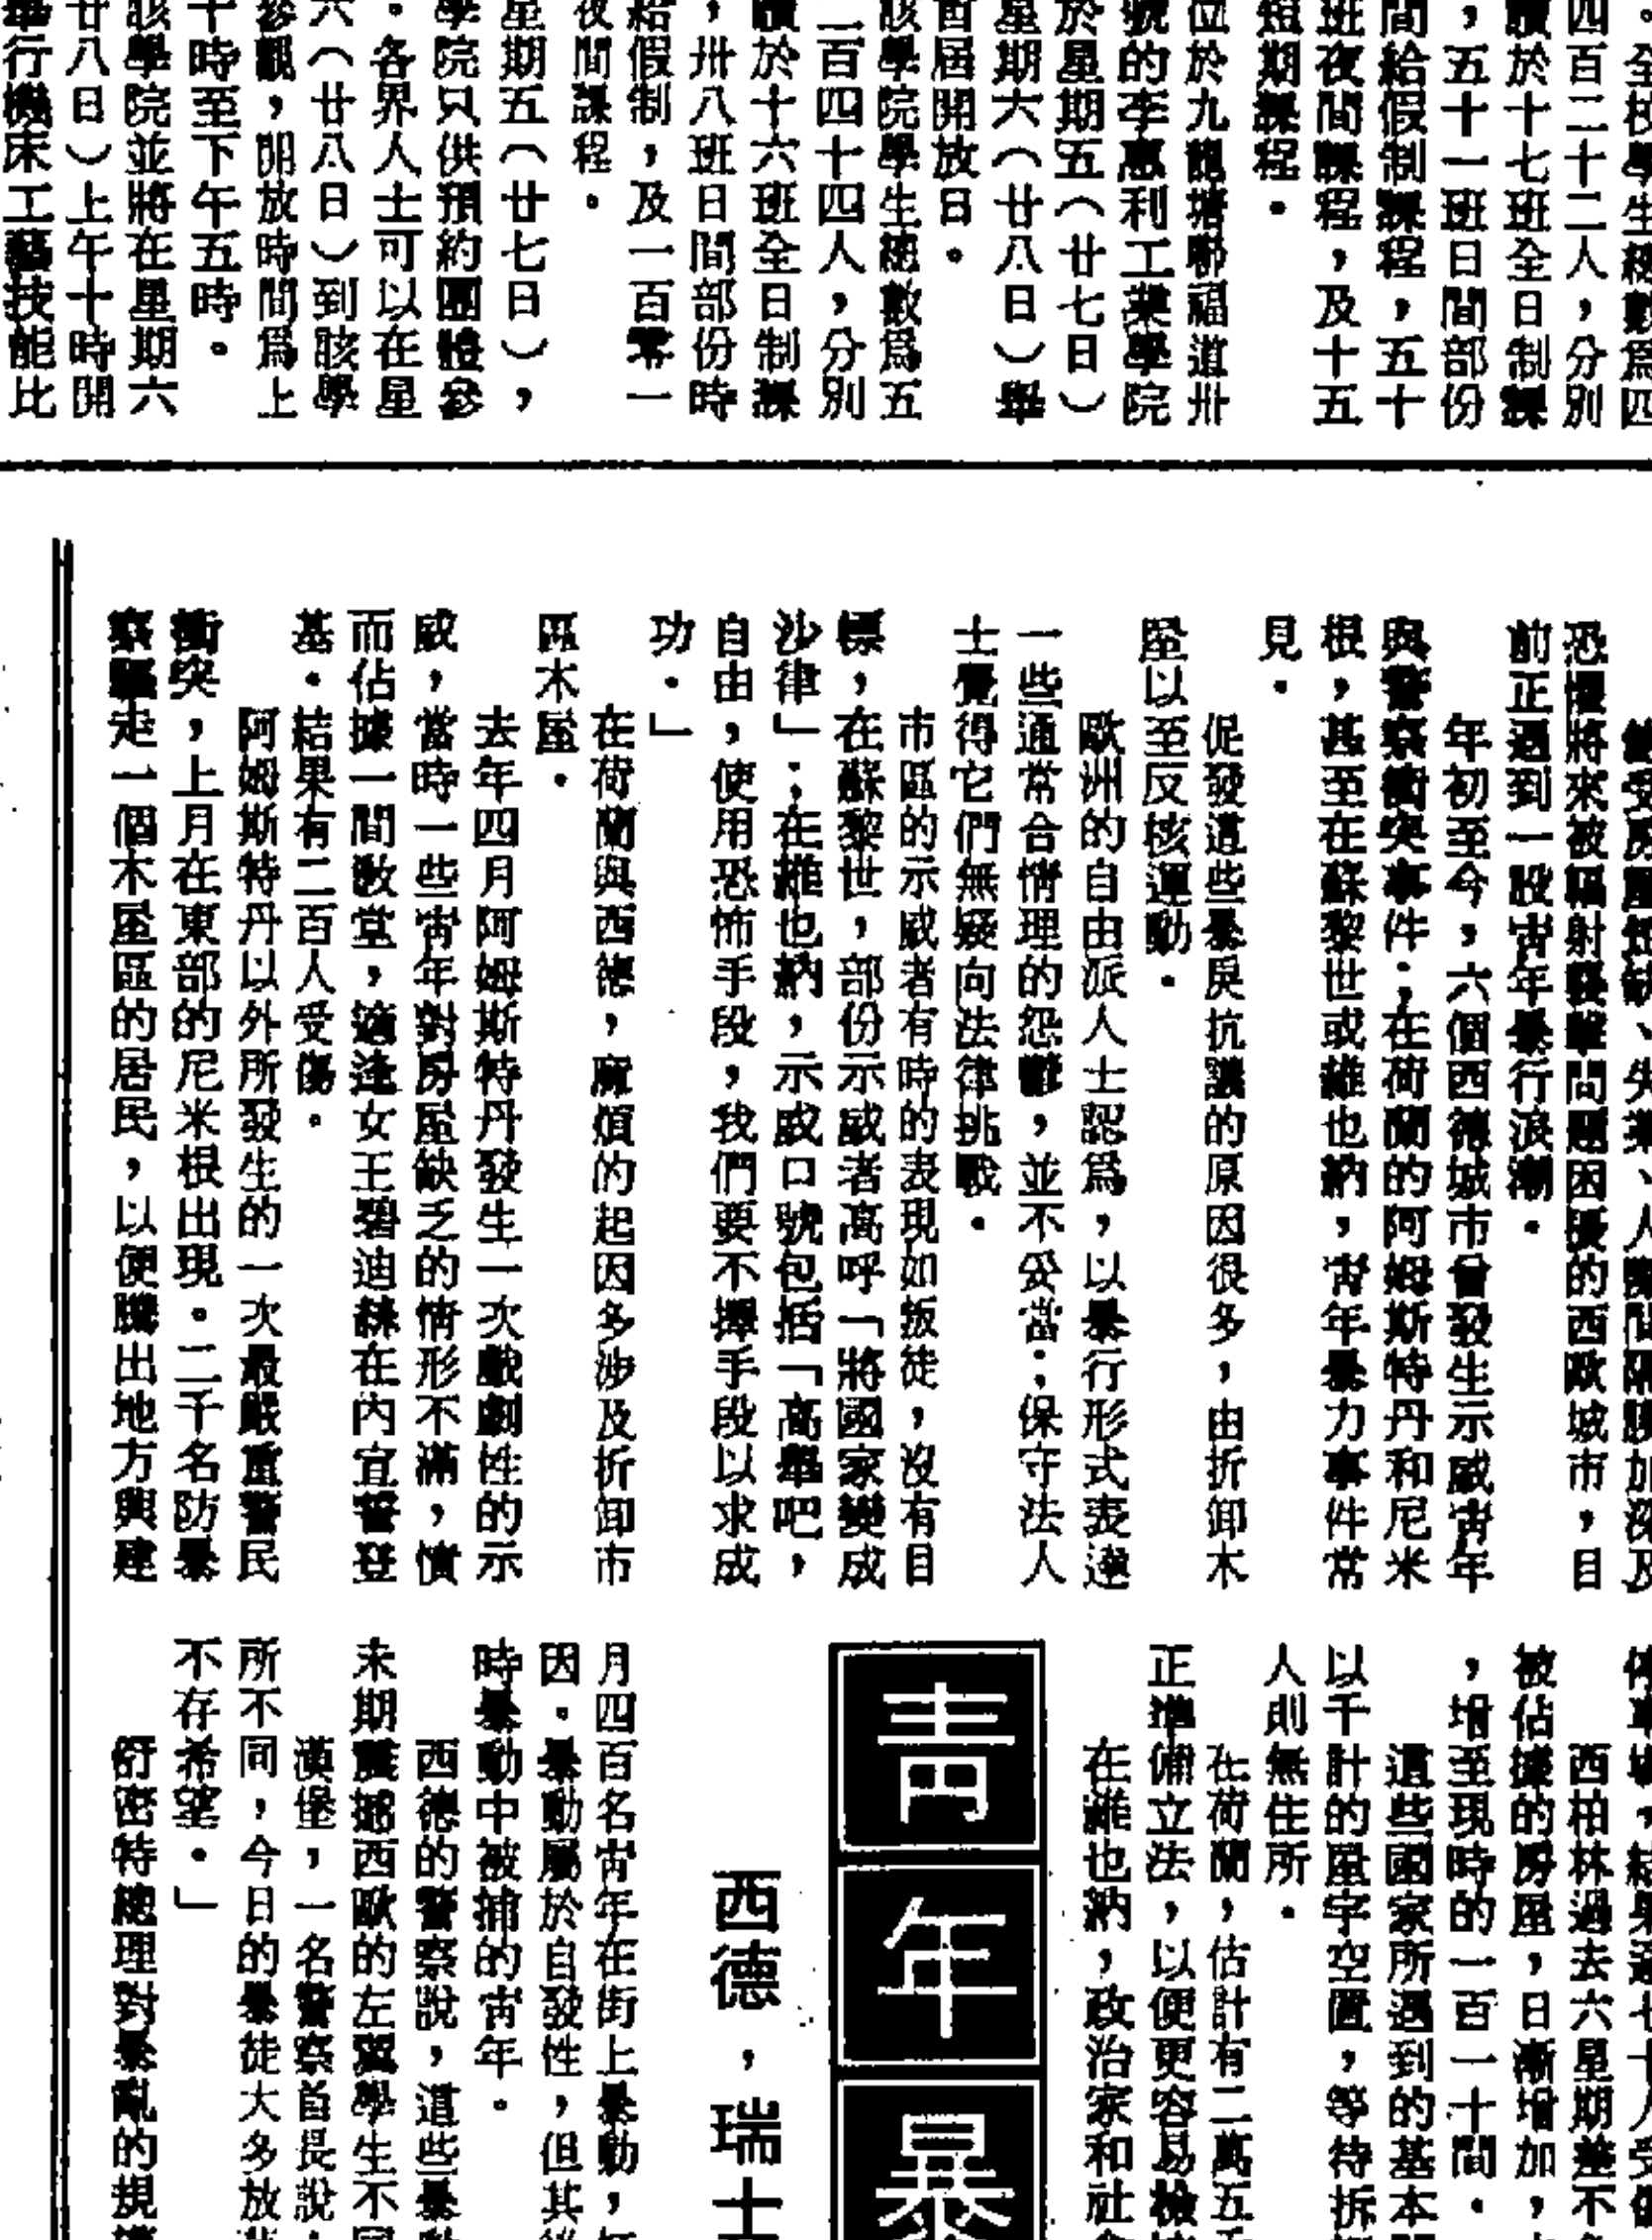 。全校學生總數爲四
四百二十二人，分別
讀於十七班全日制課
，五十一班日間部份
間給假制課程，五十
班夜間課程，及十五
短期課程。
位於九龍塘聯福道卅
號的李惠利工業學院
於星期五（廿七日）
星期六（廿八日）舉
首屆開放日。
該學院學生總數爲五
二百四十四人，分別
讀於十六班全日制課
，卅八班日間部份時
給假制，及一百零一
夜間課程。
星期五（廿七日），
學院只供預約團體參
。各界人士可以在星
六（廿八日）到該學
參觀，開放時間爲上
十時至下午五時。
該學院並將在星期六
廿八日）上午十時開
舉行機床工藝技能比
恐懼將來被輻射襲擊問題困擾的西歐城市，目
前正遇到一股青年暴行浪潮。
年初至今，六個西德城市曾發生示威青年
與警察衝突事件；在荷蘭的阿姆斯特丹和尼米
根，甚至在蘇黎世或維也納，青年暴力事件常
見。
促發這些暴戾抗議的原因很多，由折卸木
屋以至反核運動。
歐洲的自由派人士認爲，以暴行形式表達
一些通常合情理的怨鬱，並不妥當；保守法人
士覺得它們無疑向法律挑戰。
市區的示威者有時的表現如叛徒，沒有目
標，在蘇黎世，部份示威者高呼「將國家變成
沙律」；在維也納，示威口號包括「高舉吧，
自由，使用恐怖手段，我們要不擇手段以求成
功。」
在荷蘭與西德，麻煩的起因多涉及折卸市
區木屋。
去年四月阿姆斯特丹發生一次戲劇性的示
威，當時一些青年對房屋缺乏的情形不滿，憤
而佔據一間敎堂，適逢女王碧迪赫在內宣誓登
基。結果有二百人受傷。
阿姆斯特丹以外所發生的一次最嚴重警民
衝突，上月在東部的尼米根出現。二千名防暴
察驅走一個木屋區的居民，以便騰出地方興建
西柏林過去六星期差不
被佔據的房屋，日漸增加，
，增至現時的一百一十間。
這些國家所遇到的基本
以千計的屋宇空置，等待拆
人則無住所。
在荷蘭，估計有二萬五
正準備立法，以便更容易檢
在維也納，政治家和社
青年暴
西德，瑞士
月四百名青年在街上暴動，
因。暴動屬於自發性，但其
時暴動中被捕的青年。
西德的警察說，這些暴
末期震撼西歐的左翼學生不
漢堡，一名警察首長說，
所不同，今日的暴徒大多放
不存希望。」
舒密特總理對暴亂的規